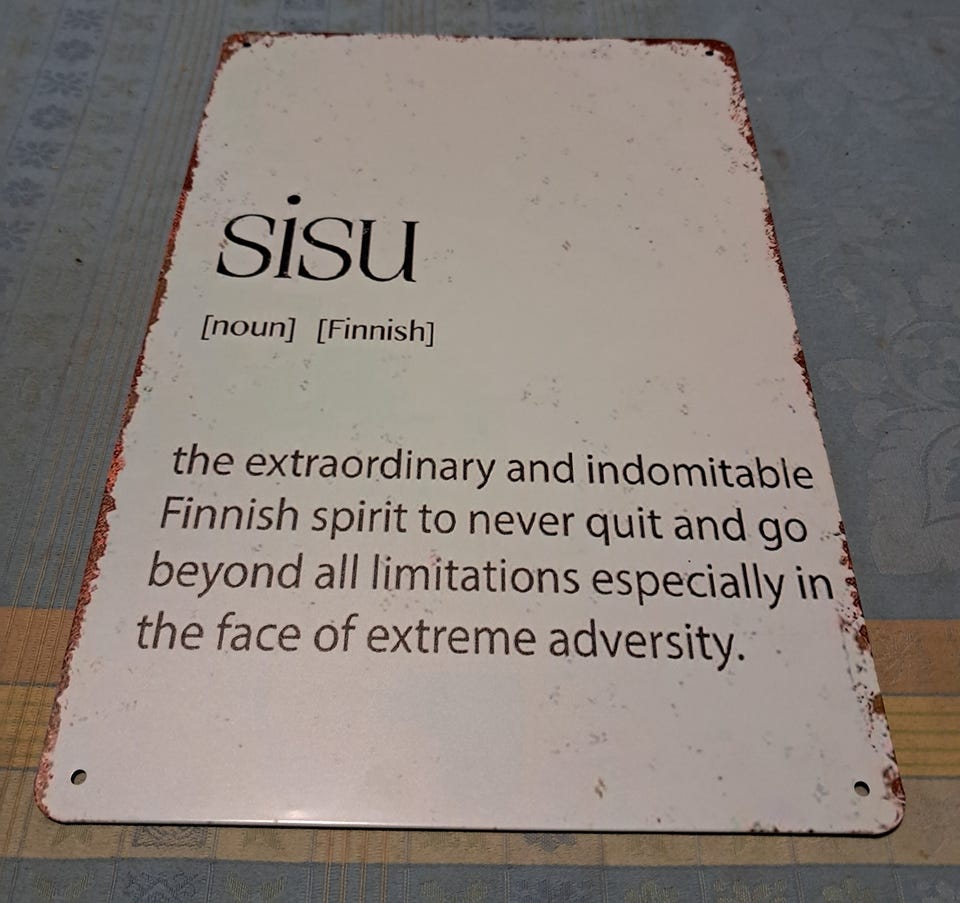 sisu
[noun] [Finnish]
the extraordinary and indomitable
Finnish spirit to never quit and go
beyond all limitations especially in
the face of extreme adversity.